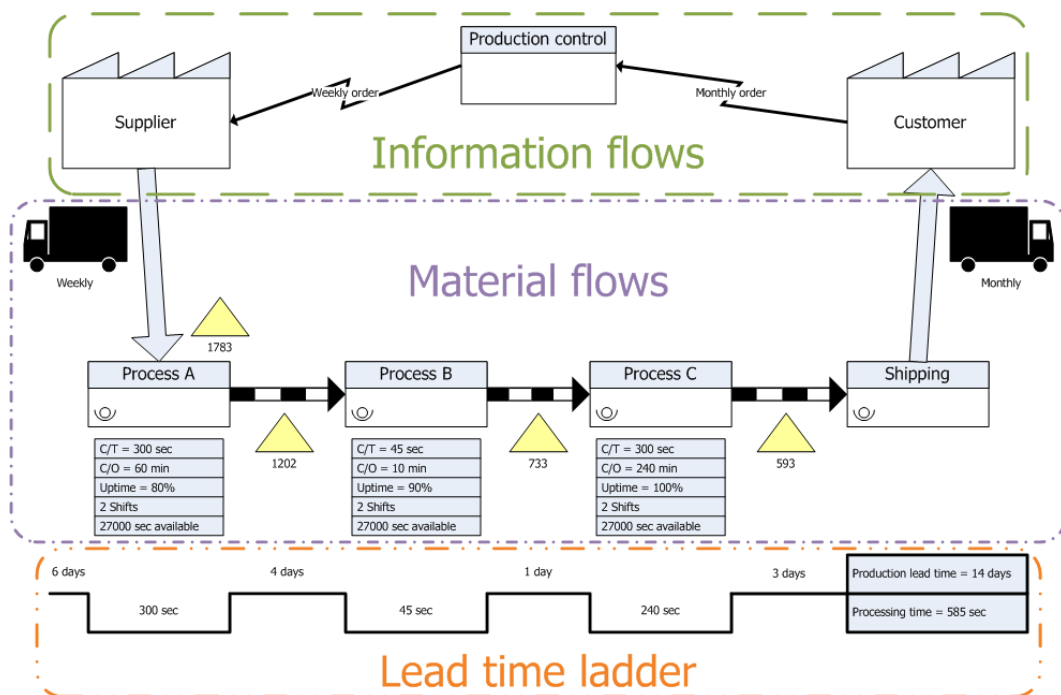 Production control
Weekly order
Monthly order
Supplier
Customer
Information flows
Weekly
Material flows
Monthly
1783
Process A
Process B
Process C
Shipping
1202
733
593
C/T = 300 sec
C/O = 60 min
Uptime = 80%
2 Shifts
27000 sec available
C/T = 45 sec
C/O = 10 min
Uptime = 90%
2 Shifts
27000 sec available
C/T = 300 sec
C/O = 240 min
Uptime = 100%
2 Shifts
27000 sec available
6 days
4 days
1 day
3 days
Production lead time = 14 days
300 sec
45 sec
240 sec
Processing time = 585 sec
Lead time ladder